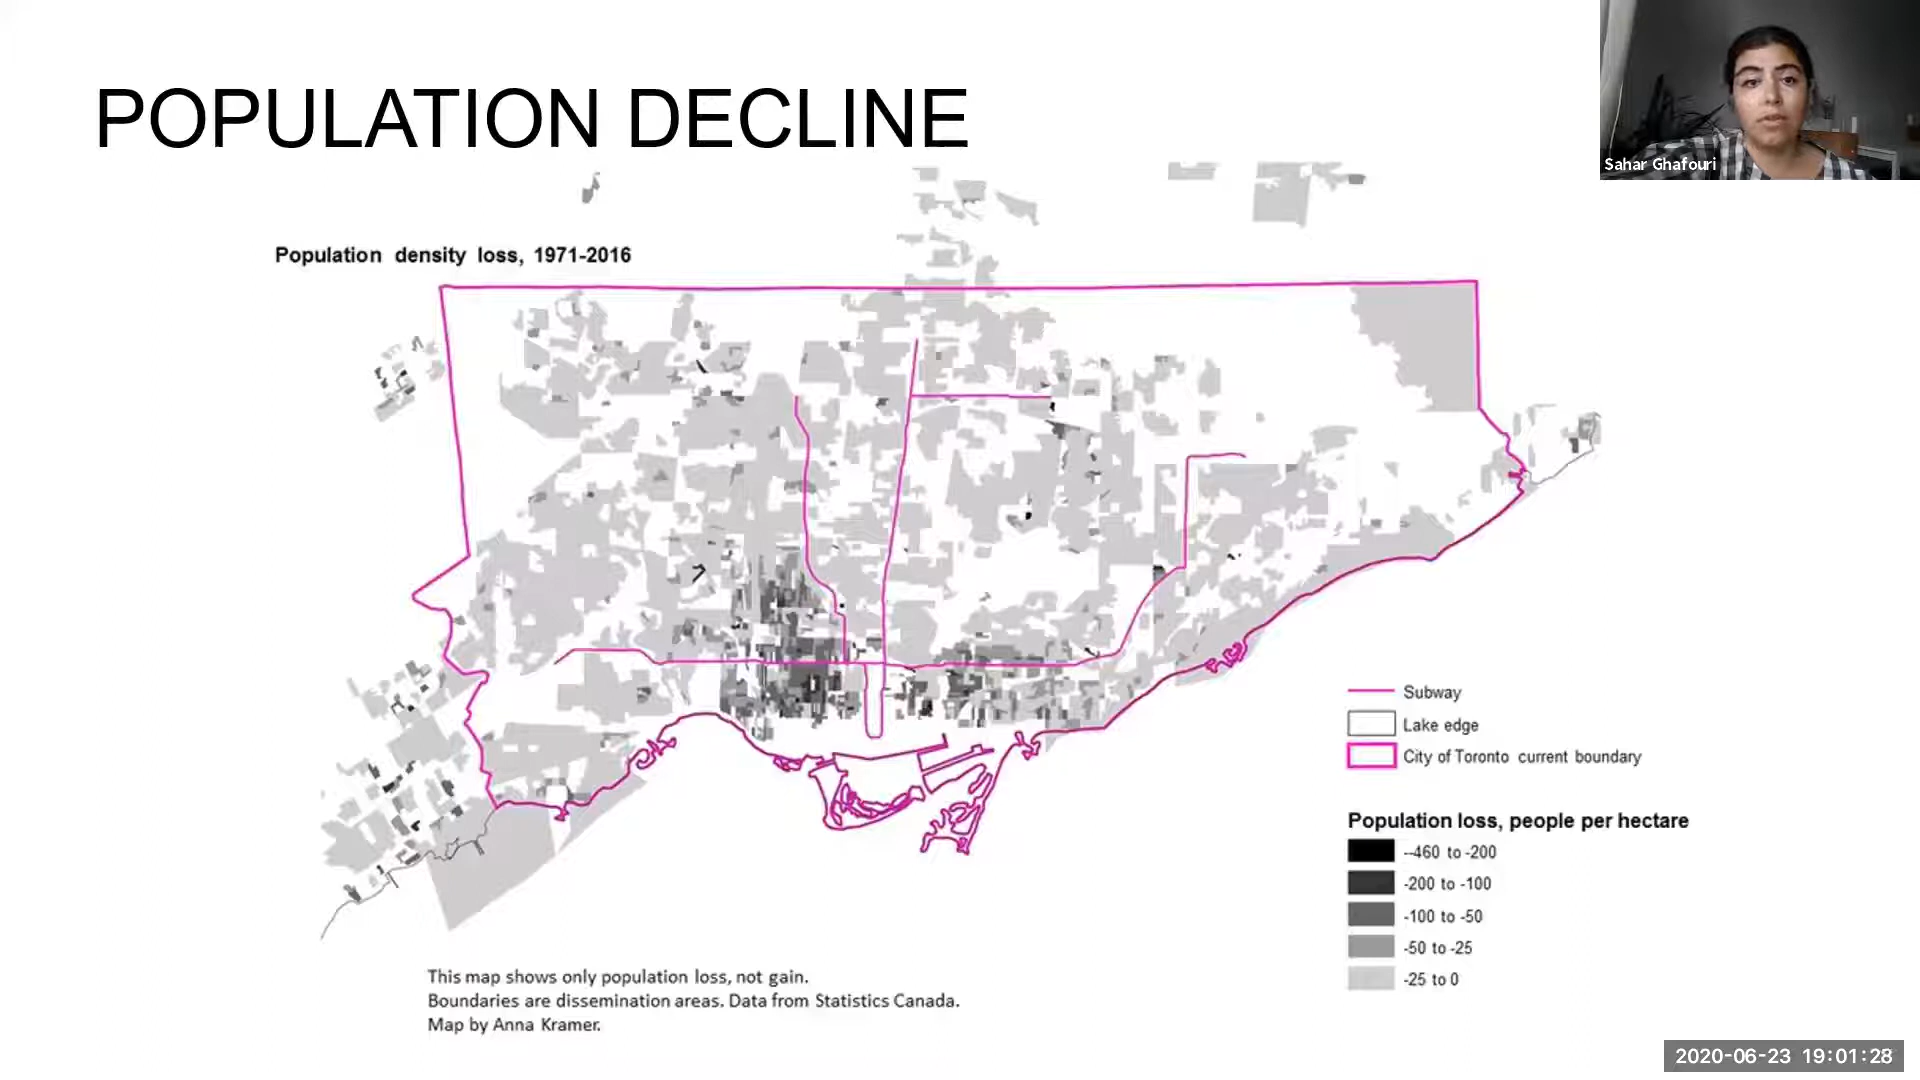 POPULATION DECLINE
Sahar Ghafouri
Population density loss, 1971-2016
Subway
Lake edge
City of Toronto current boundary
Population loss, people per hectare
--460 to -200
-200 to -100
-100 to -50
-50 to -25
-25 to 0
This map shows only population loss, not gain.
Boundaries are dissemination areas. Data from Statistics Canada.
Map by Anna Kramer.
2020-06-23 19:01:28